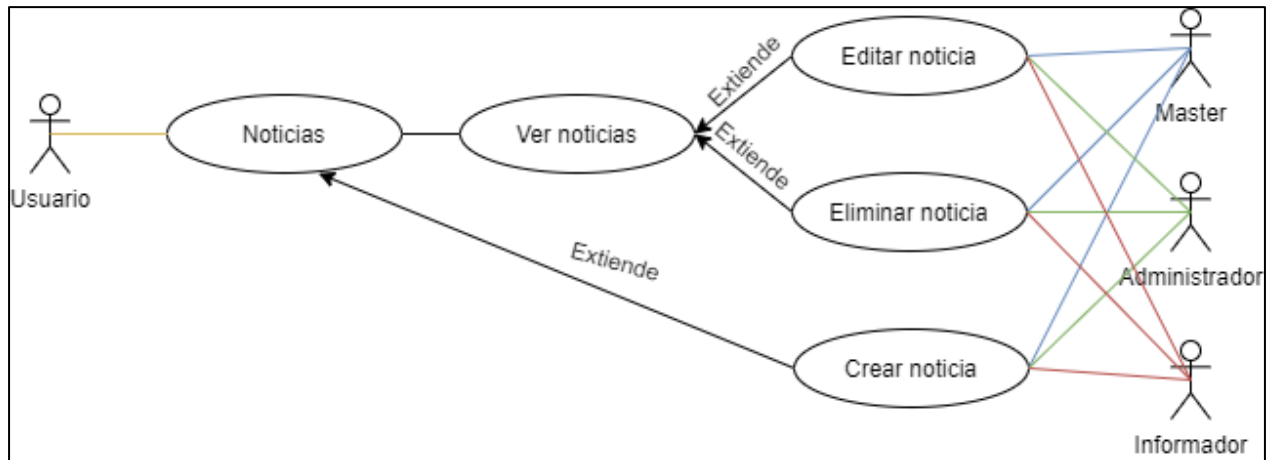 Usuario
Noticias
Ver noticias
Extiende
Extiende
Extiende
Editar noticia
Eliminar noticia
Crear noticia
Master
Administrador
Informador